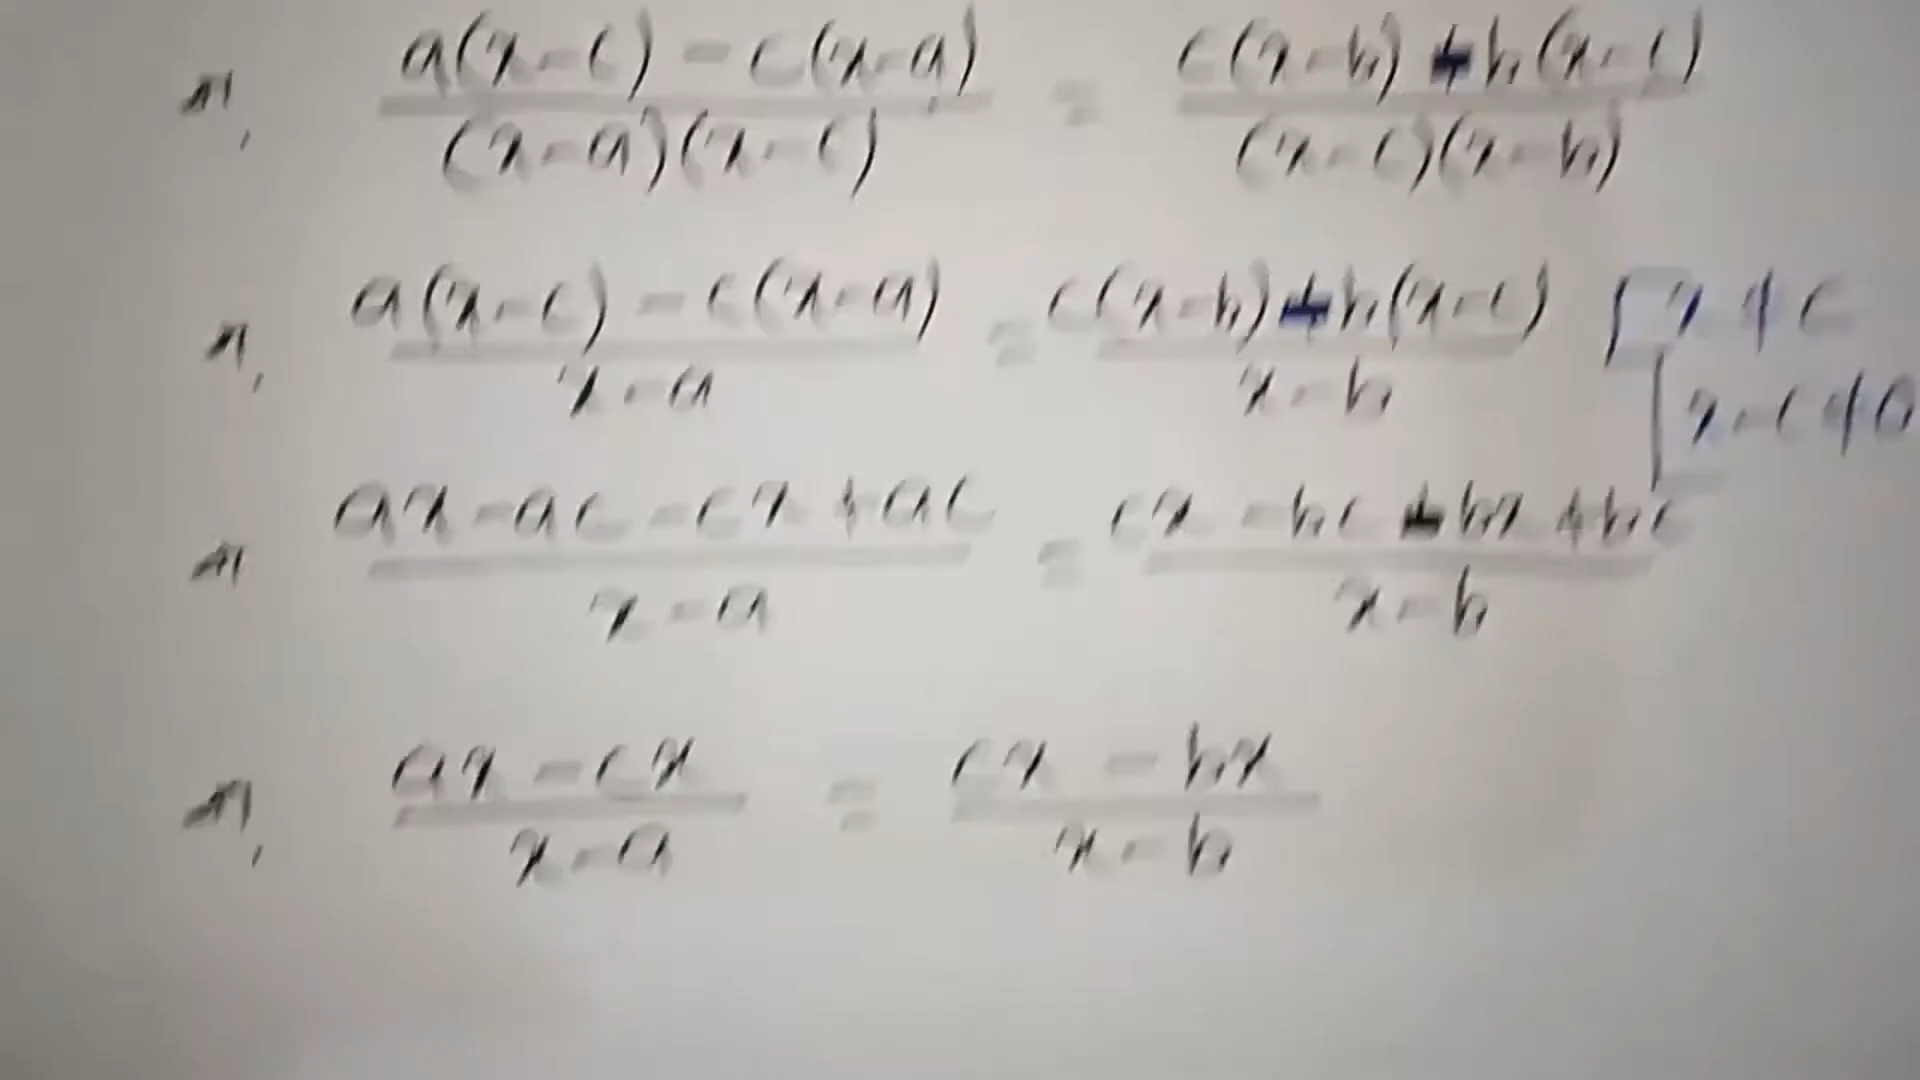 বা, a(x-c) - c(x-a) / (x-a)(x-c) = c(x-b) - b(x-c) / (x-c)(x-b)
বা, a(x-c) - c(x-a) / x-a = c(x-b) - b(x-c) / x-b [x ≠ c
[x-c ≠ 0
বা ax - ac - cx + ac / x-a = cx - bc - bx + bc / x-b
বা, ax - cx / x-a = cx - bx / x-b